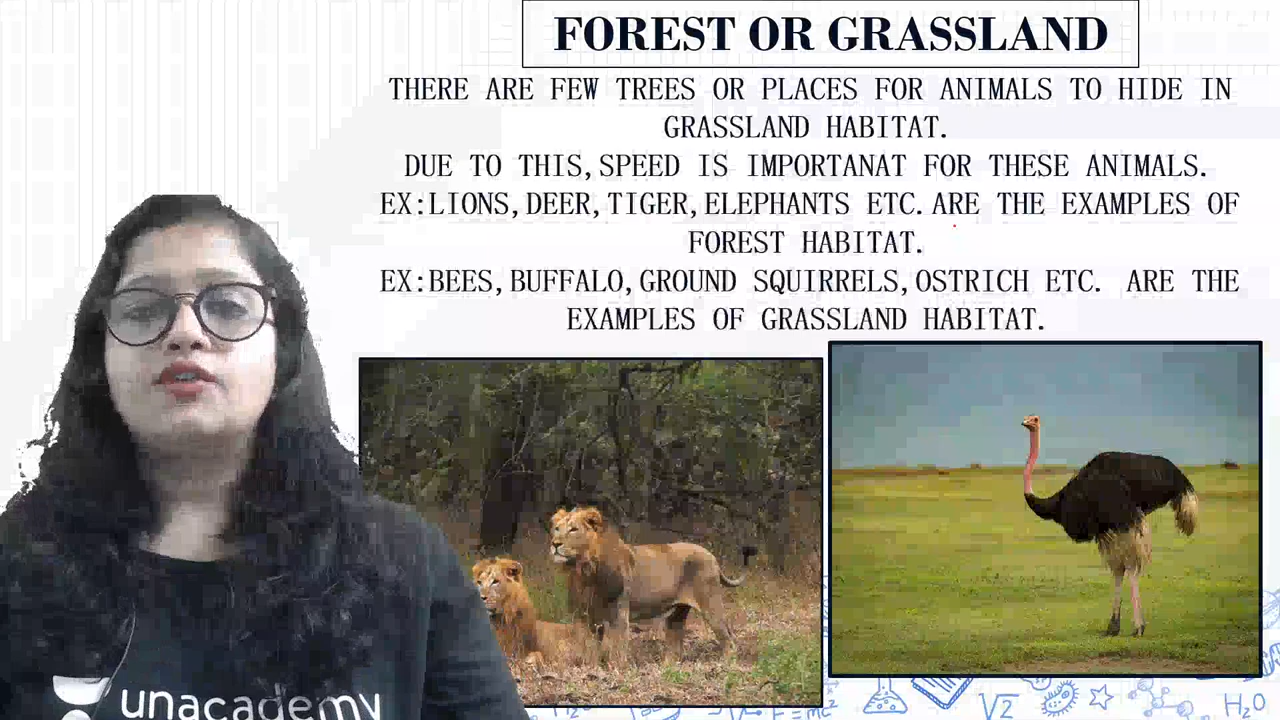 FOREST OR GRASSLAND
THERE ARE FEW TREES OR PLACES FOR ANIMALS TO HIDE IN
GRASSLAND HABITAT.
DUE TO THIS,SPEED IS IMPORTANAT FOR THESE ANIMALS.
EX:LIONS,DEER,TIGER,ELEPHANTS ETC.ARE THE EXAMPLES OF
FOREST HABITAT.
EX:BEES,BUFFALO,GROUND SQUIRRELS,OSTRICH ETC. ARE THE
EXAMPLES OF GRASSLAND HABITAT.
unacademy
√2
H₂O